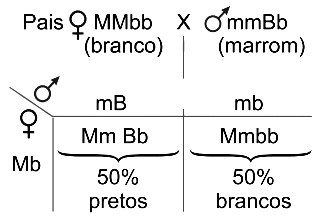 Pais ♀ MMbb X ♂ mmBb
(branco) (marrom)
♂ mB mb
♀
Mb Mm Bb Mmbb
50% 50%
pretos brancos